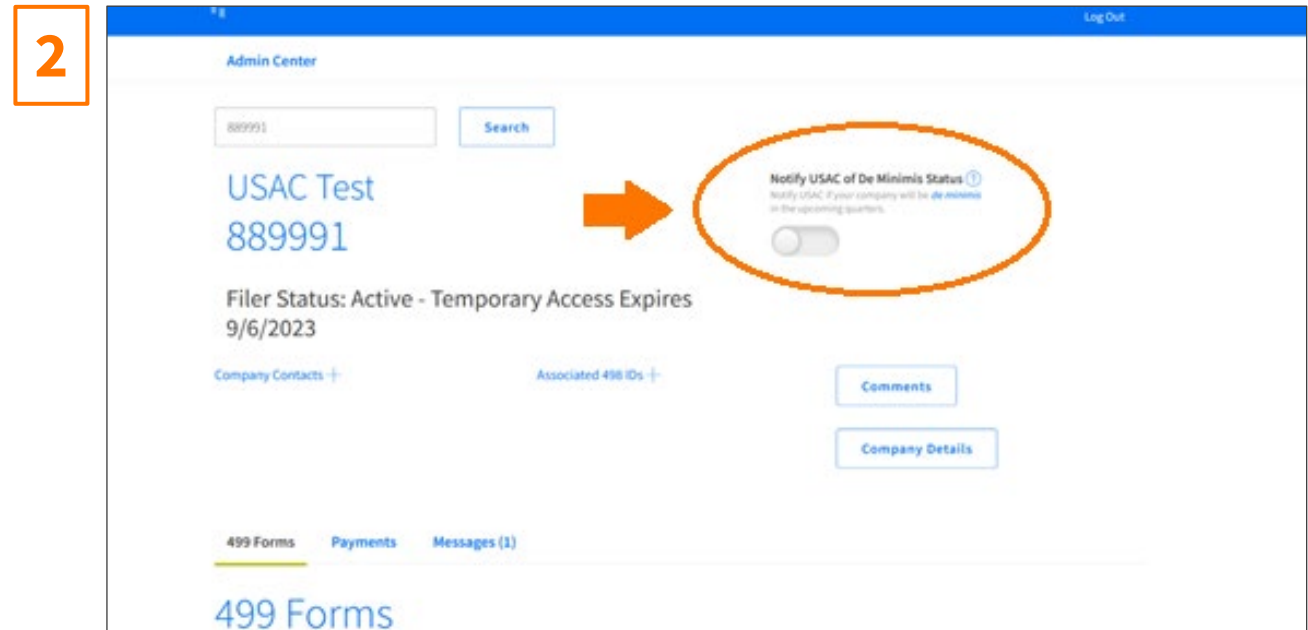 2
Log Out
Admin Center
889991
Search
USAC Test
889991
Notify USAC of De Minimis Status ?
Notify USAC if your company will be de minimis
in the upcoming quarters.
Filer Status: Active - Temporary Access Expires
9/6/2023
Company Contacts +
Associated 498 IDs +
Comments
Company Details
499 Forms
Payments
Messages (1)
499 Forms